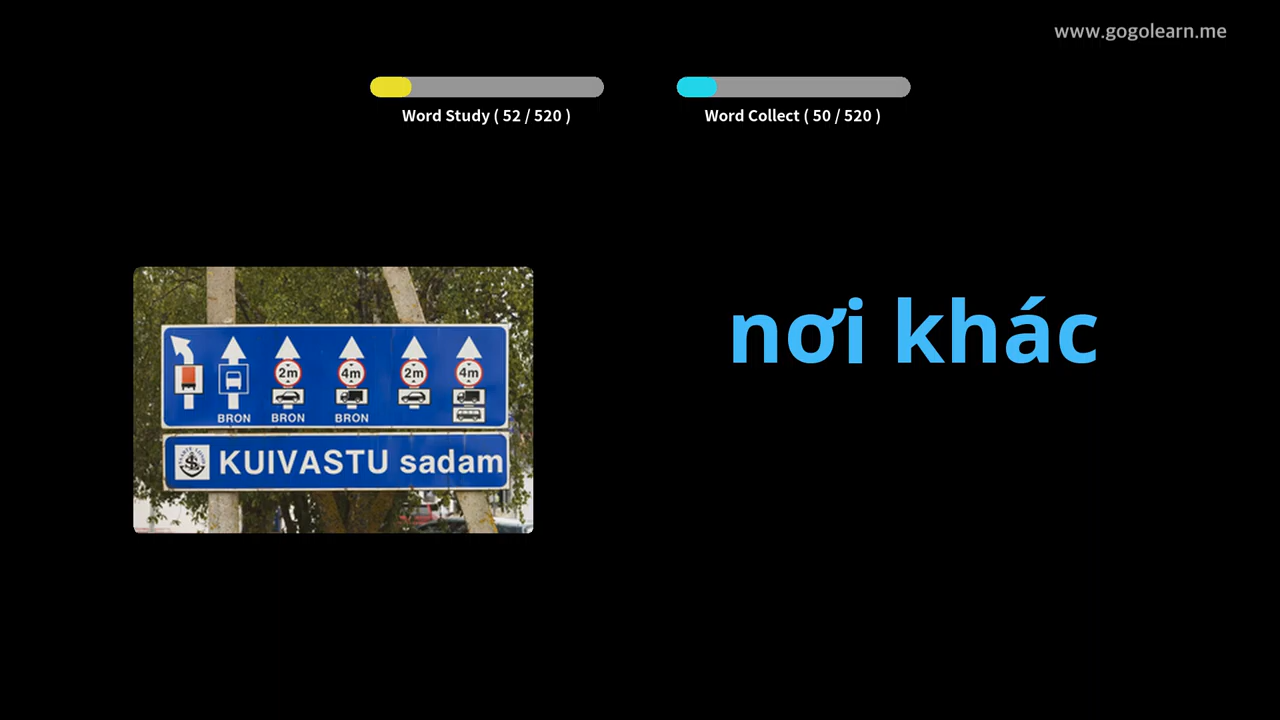 www.gogolearn.me
Word Study ( 52 / 520 )
Word Collect ( 50 / 520 )
nơi khác
2m
4m
2m
4m
BRON
BRON
BRON
KUIVASTU sadam